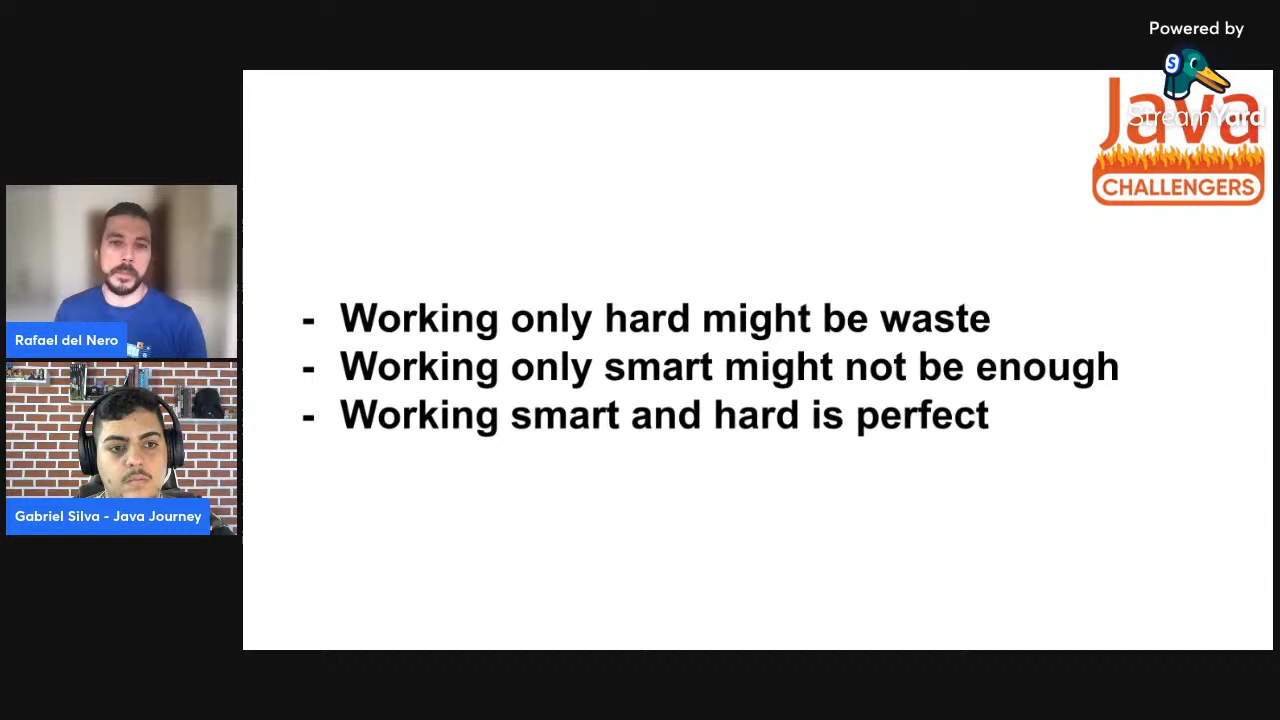 Powered by
StreamYard
Java
CHALLENGERS
Rafael del Nero
Gabriel Silva - Java Journey
- Working only hard might be waste
- Working only smart might not be enough
- Working smart and hard is perfect